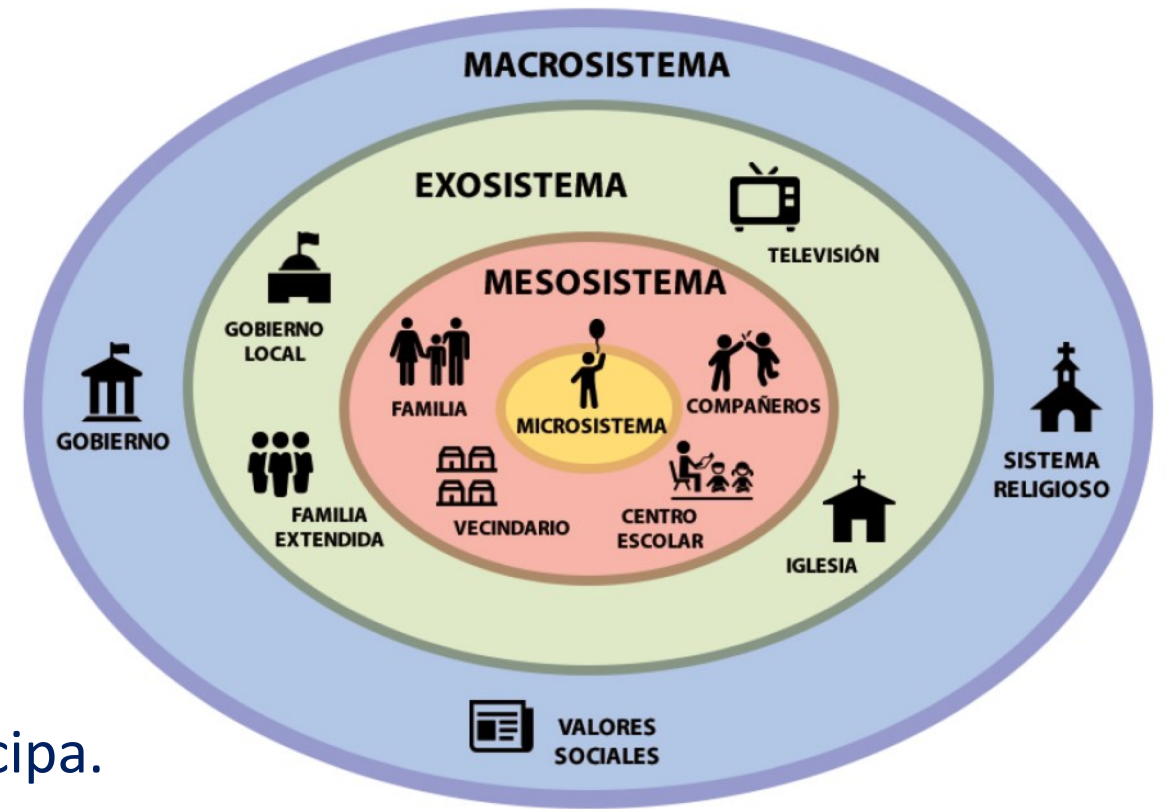 MACROSISTEMA
EXOSISTEMA
TELEVISIÓN
MESOSISTEMA
GOBIERNO
LOCAL
FAMILIA
MICROSISTEMA
COMPAÑEROS
GOBIERNO
SISTEMA
RELIGIOSO
FAMILIA
EXTENDIDA
VECINDARIO
CENTRO
ESCOLAR
IGLESIA
VALORES
SOCIALES
cipa.